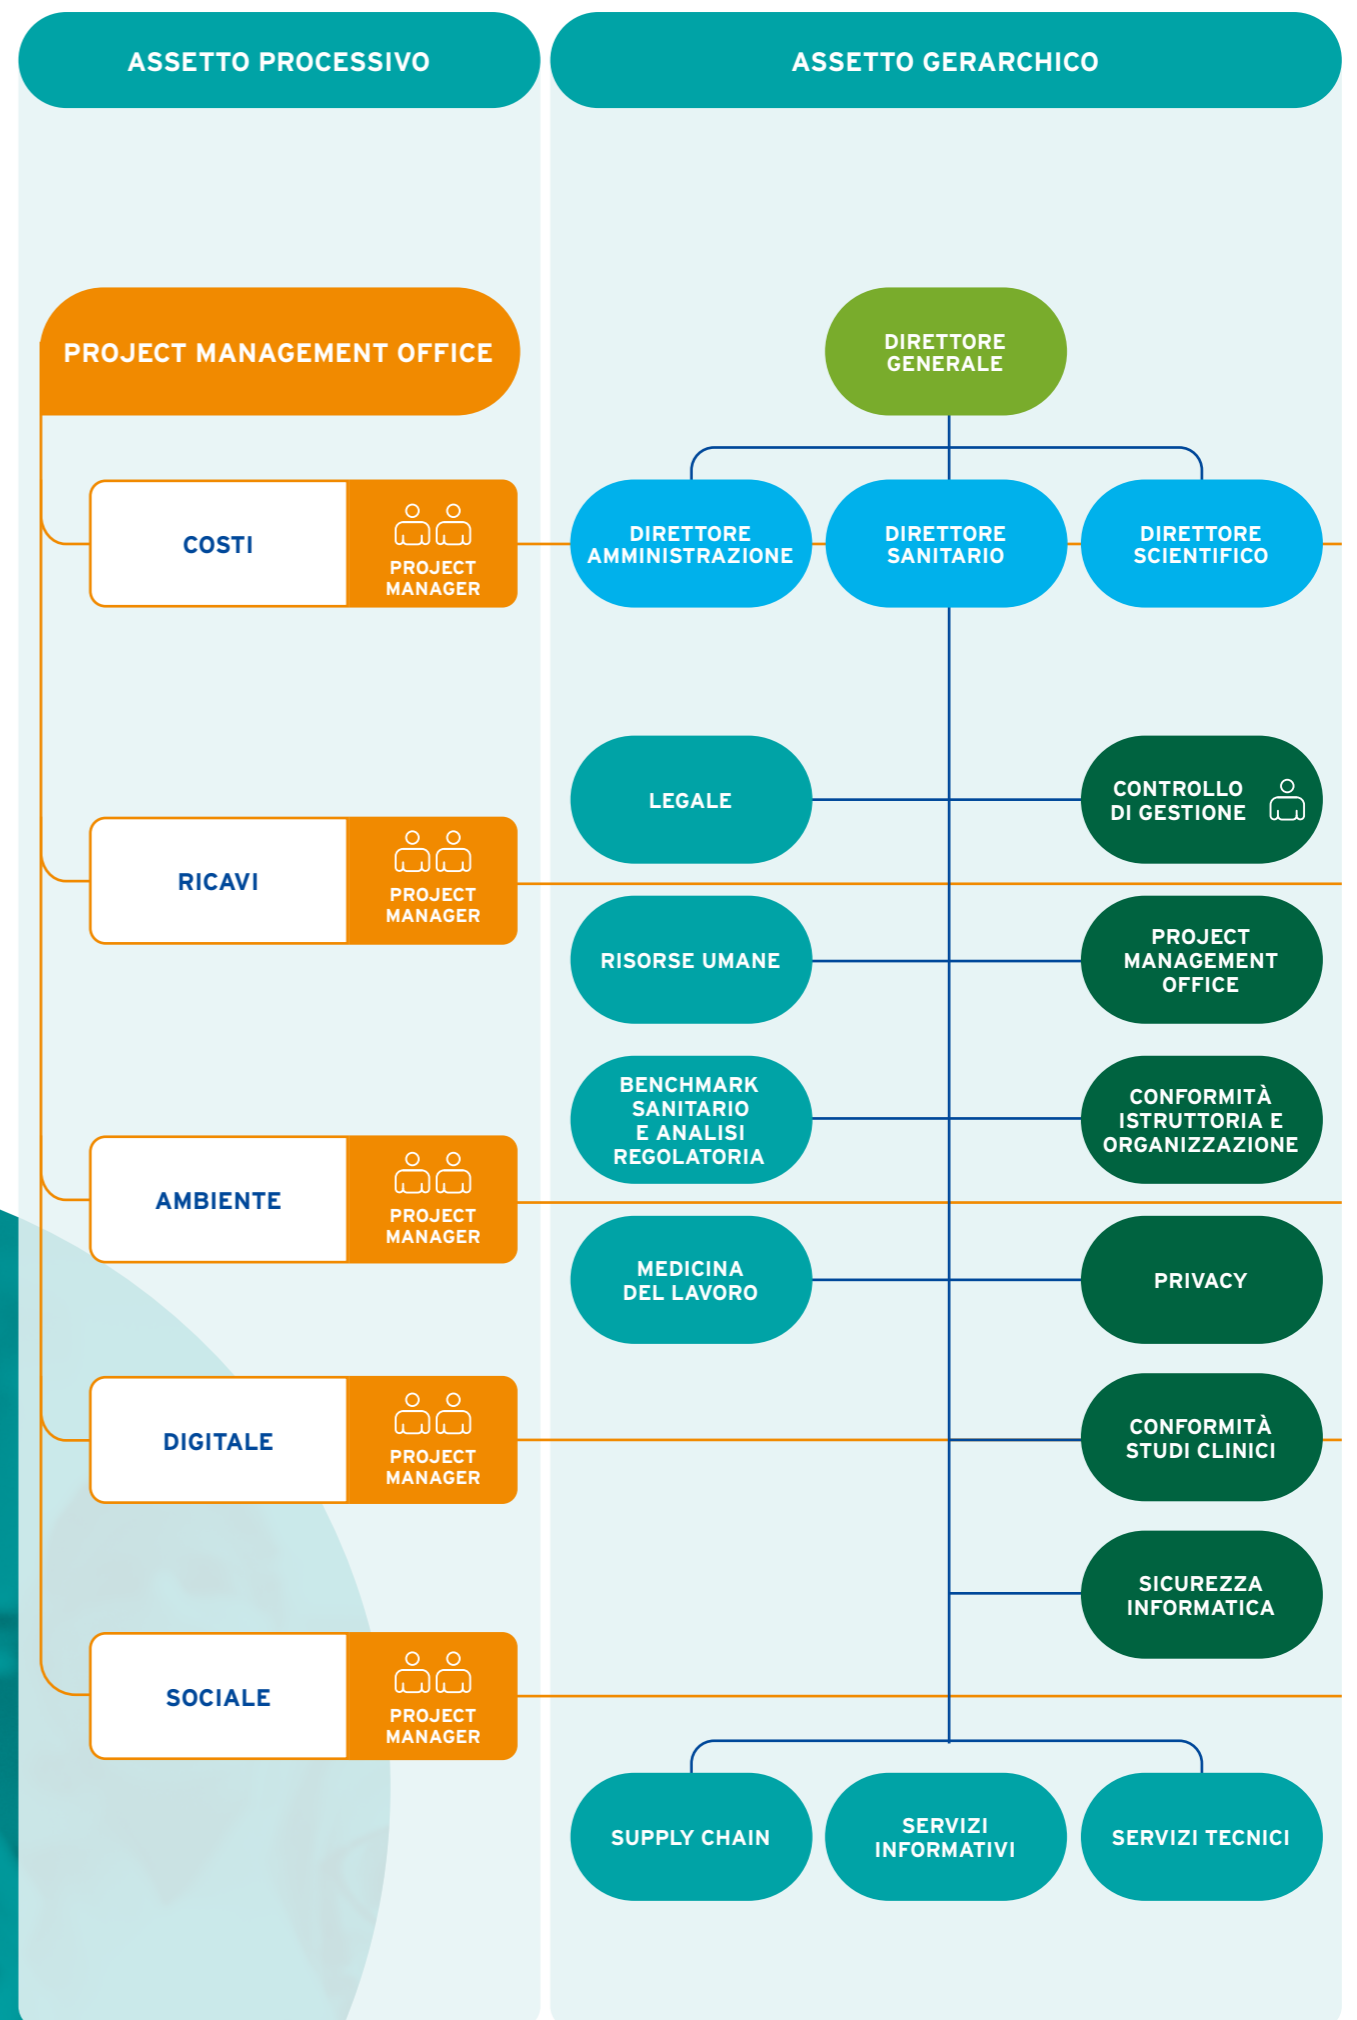 ASSETTO PROCESSIVO
ASSETTO GERARCHICO
PROJECT MANAGEMENT OFFICE
DIRETTORE
GENERALE
COSTI
PROJECT
MANAGER
DIRETTORE
AMMINISTRAZIONE
DIRETTORE
SANITARIO
DIRETTORE
SCIENTIFICO
LEGALE
CONTROLLO
DI GESTIONE
RICAVI
PROJECT
MANAGER
RISORSE UMANE
PROJECT
MANAGEMENT
OFFICE
BENCHMARK
SANITARIO
E ANALISI
REGOLATORIA
CONFORMITÀ
ISTRUTTORIA E
ORGANIZZAZIONE
AMBIENTE
PROJECT
MANAGER
MEDICINA
DEL LAVORO
PRIVACY
DIGITALE
PROJECT
MANAGER
CONFORMITÀ
STUDI CLINICI
SICUREZZA
INFORMATICA
SOCIALE
PROJECT
MANAGER
SUPPLY CHAIN
SERVIZI
INFORMATIVI
SERVIZI TECNICI